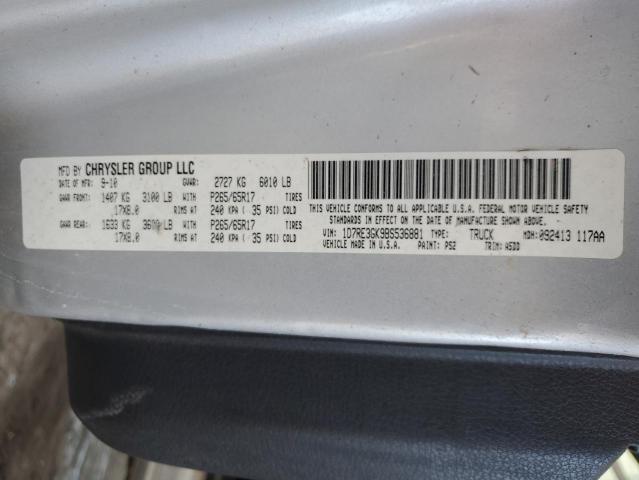 MFD BY CHRYSLER GROUP LLC
DATE OF MFR: 9-10 GVWR: 2727 KG 6010 LB
GAWR FRONT: 1407 KG 3100 LB WITH P265/65R17 TIRES
17X8.0 RIMS AT 240 KPA ( 35 PSI) COLD
GAWR REAR: 1633 KG 3600 LB WITH P265/65R17 TIRES
17X8.0 RIMS AT 240 KPA ( 35 PSI) COLD
THIS VEHICLE CONFORMS TO ALL APPLICABLE U.S.A. FEDERAL MOTOR VEHICLE SAFETY
STANDARDS IN EFFECT ON THE DATE OF MANUFACTURE SHOWN ABOVE.
VIN: 1D7RE3GK9BS536881 TYPE: TRUCK MDH: 092413 117AA
VEHICLE MADE IN U.S.A. PAINT: PS2 TRIM: A5DD